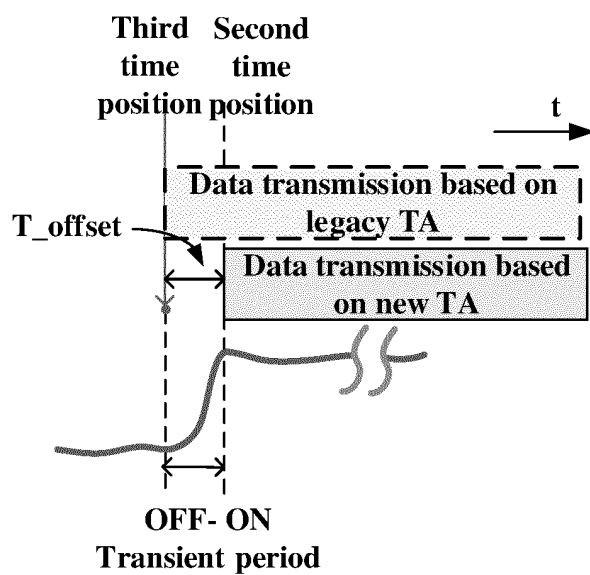 Third
time
position
Second
time
position
t
Data transmission based on
legacy TA
T_offset
Data transmission based
on new TA
OFF- ON
Transient period